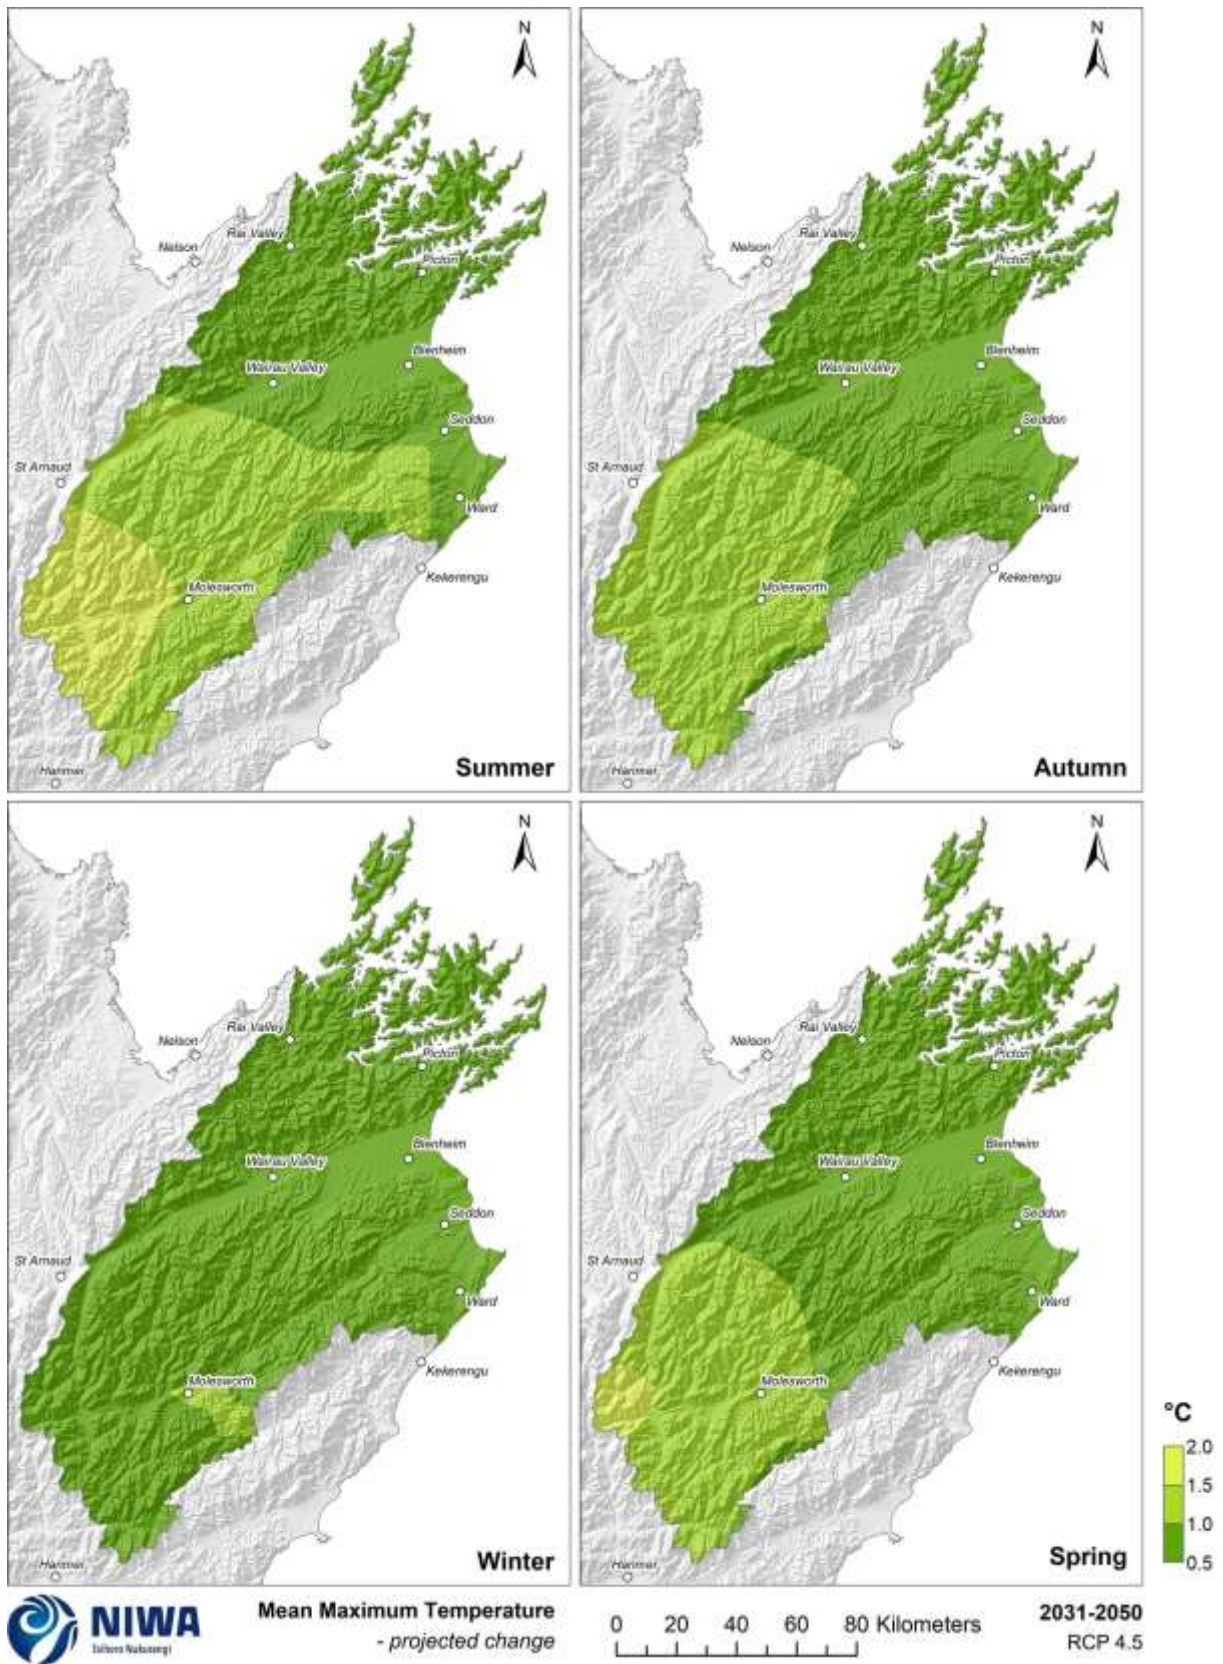 N
Nelson
Rai Valley
Picton
Wairau Valley
Blenheim
Seddon
St Arnaud
Ward
Molesworth
Kekerengu
Hanmer
Summer
N
Nelson
Rai Valley
Picton
Wairau Valley
Blenheim
Seddon
St Arnaud
Ward
Molesworth
Kekerengu
Hanmer
Autumn
N
Nelson
Rai Valley
Picton
Wairau Valley
Blenheim
Seddon
St Arnaud
Ward
Molesworth
Kekerengu
Hanmer
Winter
N
Nelson
Rai Valley
Picton
Wairau Valley
Blenheim
Seddon
St Arnaud
Ward
Molesworth
Kekerengu
Hanmer
Spring
°C
2.0
1.5
1.0
0.5
NIWA
Taihoro Nukurangi
Mean Maximum Temperature
- projected change
0 20 40 60 80 Kilometers
2031-2050
RCP 4.5